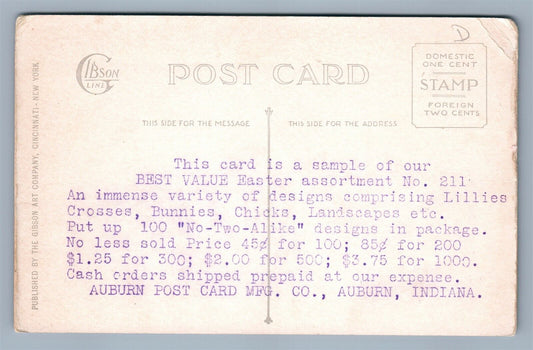 D
GIBSON
LINE
POST CARD
DOMESTIC
ONE CENT
STAMP
FOREIGN
TWO CENTS
THIS SIDE FOR THE MESSAGE
THIS SIDE FOR THE ADDRESS
This card is a sample of our
BEST VALUE Easter assortment No. 211
An immense variety of designs comprising Lillies
Crosses, Bunnies, Chicks, Landscapes etc.
Put up 100 "No-Two-Alike" designs in package.
No less sold Price 45¢ for 100; 85¢ for 200
$1.25 for 300; $2.00 for 500; $3.75 for 1000.
Cash orders shipped prepaid at our expense.
AUBURN POST CARD MFG. CO., AUBURN, INDIANA.
PUBLISHED BY THE GIBSON ART COMPANY, CINCINNATI - NEW YORK